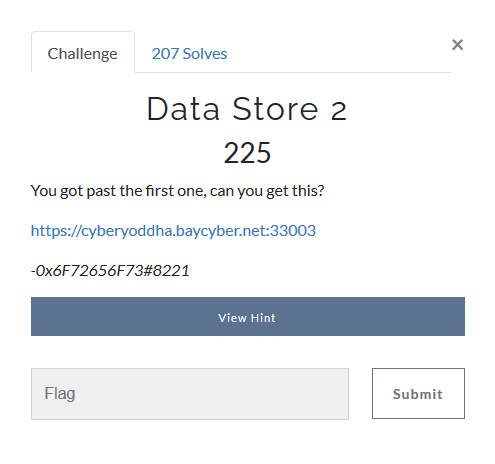 Challenge 207 Solves ×
Data Store 2
225
You got past the first one, can you get this?
https://cyberyoddha.baycyber.net:33003
-0x6F72656F73#8221
View Hint
Flag Submit